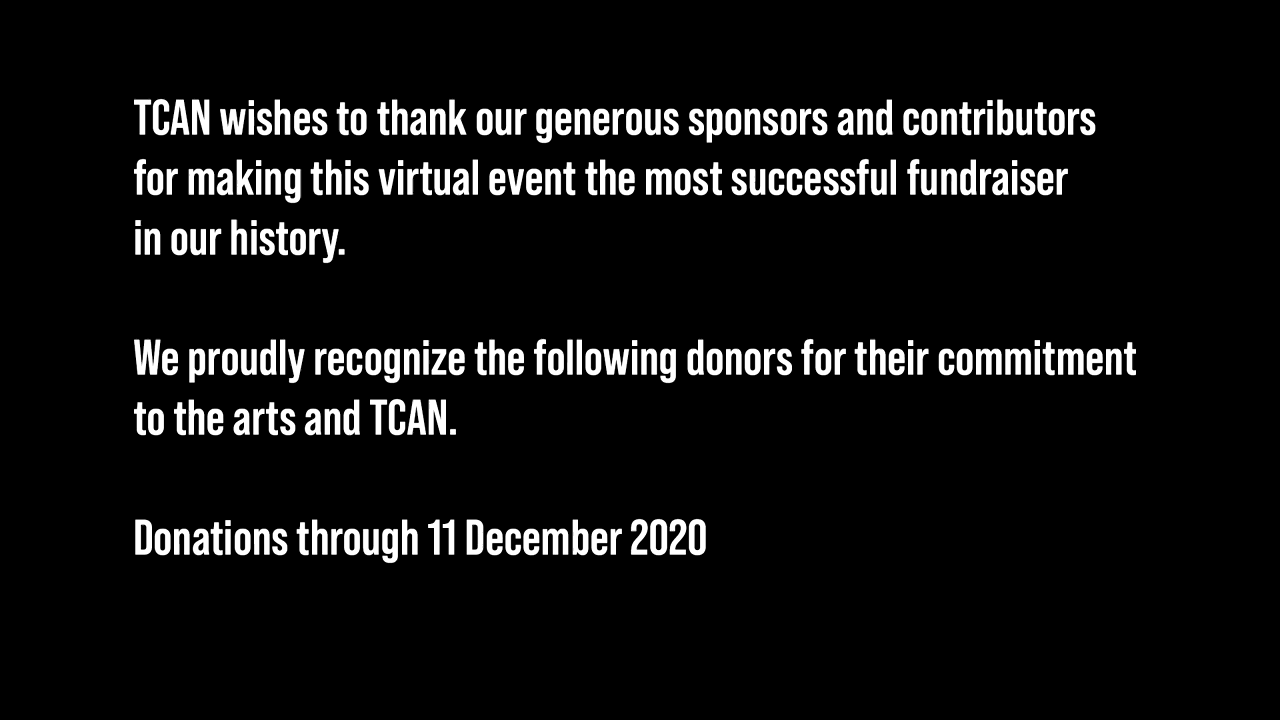 TCAN wishes to thank our generous sponsors and contributors
for making this virtual event the most successful fundraiser
in our history.
We proudly recognize the following donors for their commitment
to the arts and TCAN.
Donations through 11 December 2020